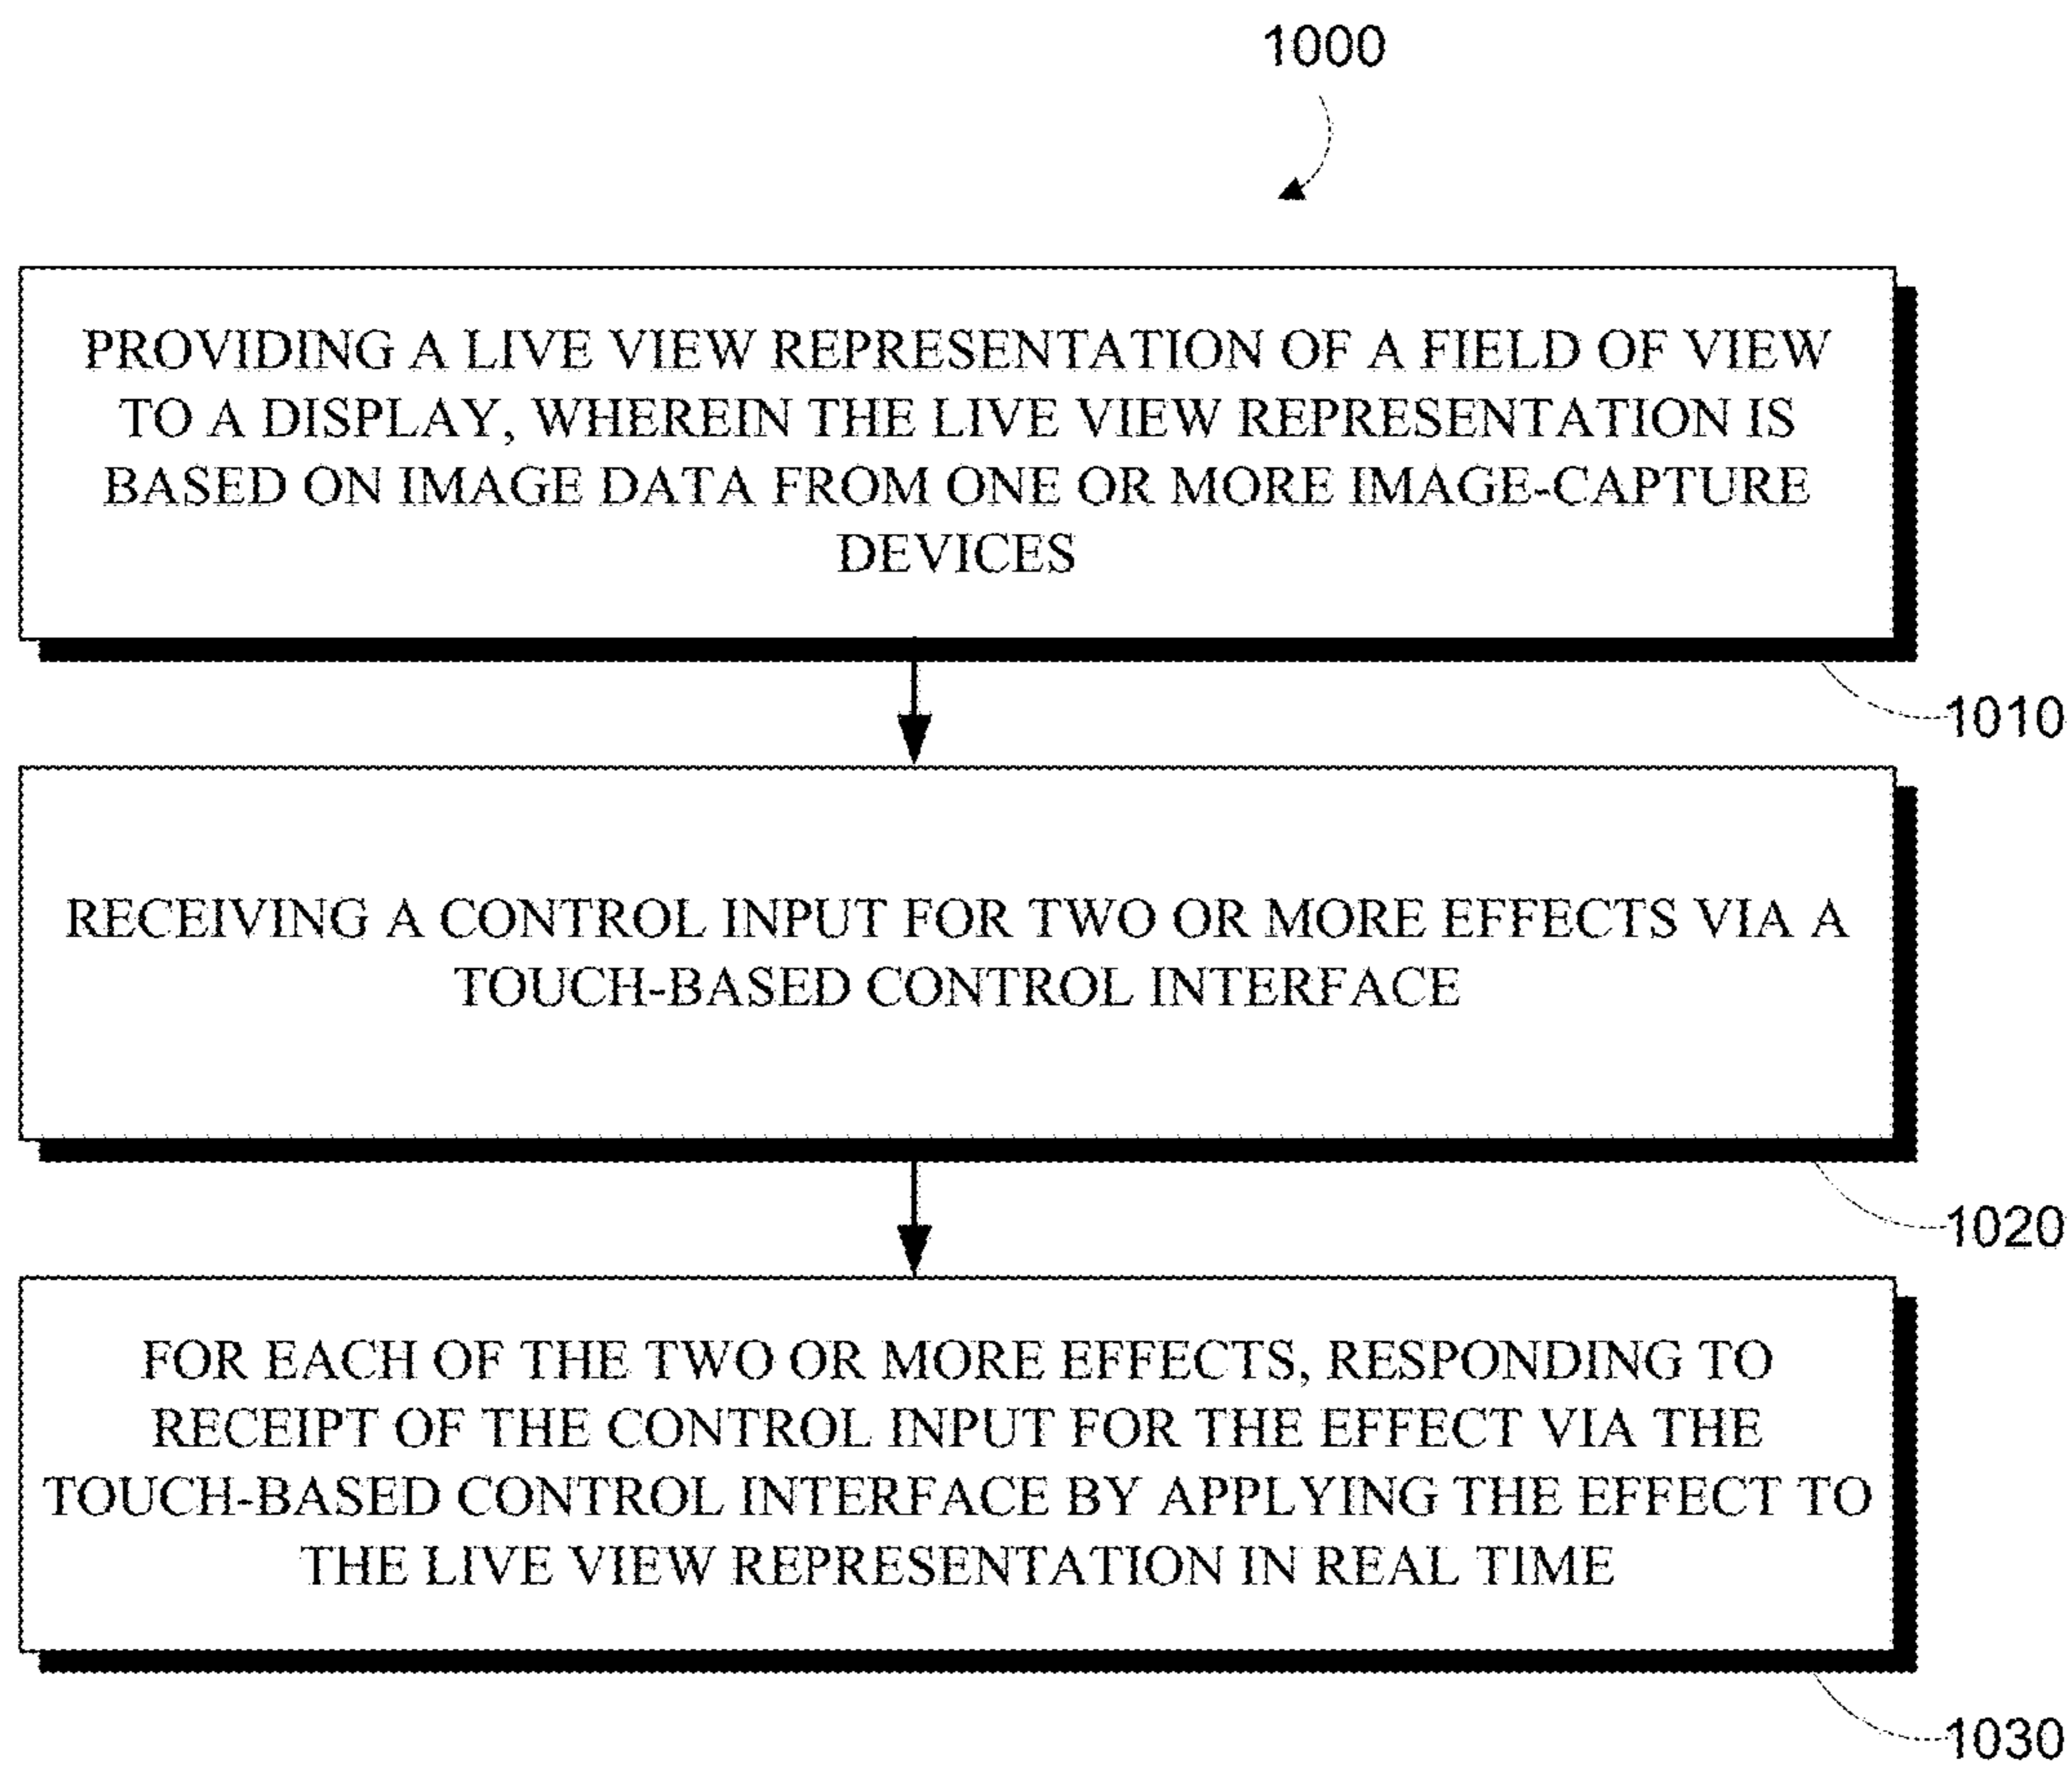 1000
PROVIDING A LIVE VIEW REPRESENTATION OF A FIELD OF VIEW
TO A DISPLAY, WHEREIN THE LIVE VIEW REPRESENTATION IS
BASED ON IMAGE DATA FROM ONE OR MORE IMAGE-CAPTURE
DEVICES
1010
RECEIVING A CONTROL INPUT FOR TWO OR MORE EFFECTS VIA A
TOUCH-BASED CONTROL INTERFACE
1020
FOR EACH OF THE TWO OR MORE EFFECTS, RESPONDING TO
RECEIPT OF THE CONTROL INPUT FOR THE EFFECT VIA THE
TOUCH-BASED CONTROL INTERFACE BY APPLYING THE EFFECT TO
THE LIVE VIEW REPRESENTATION IN REAL TIME
1030